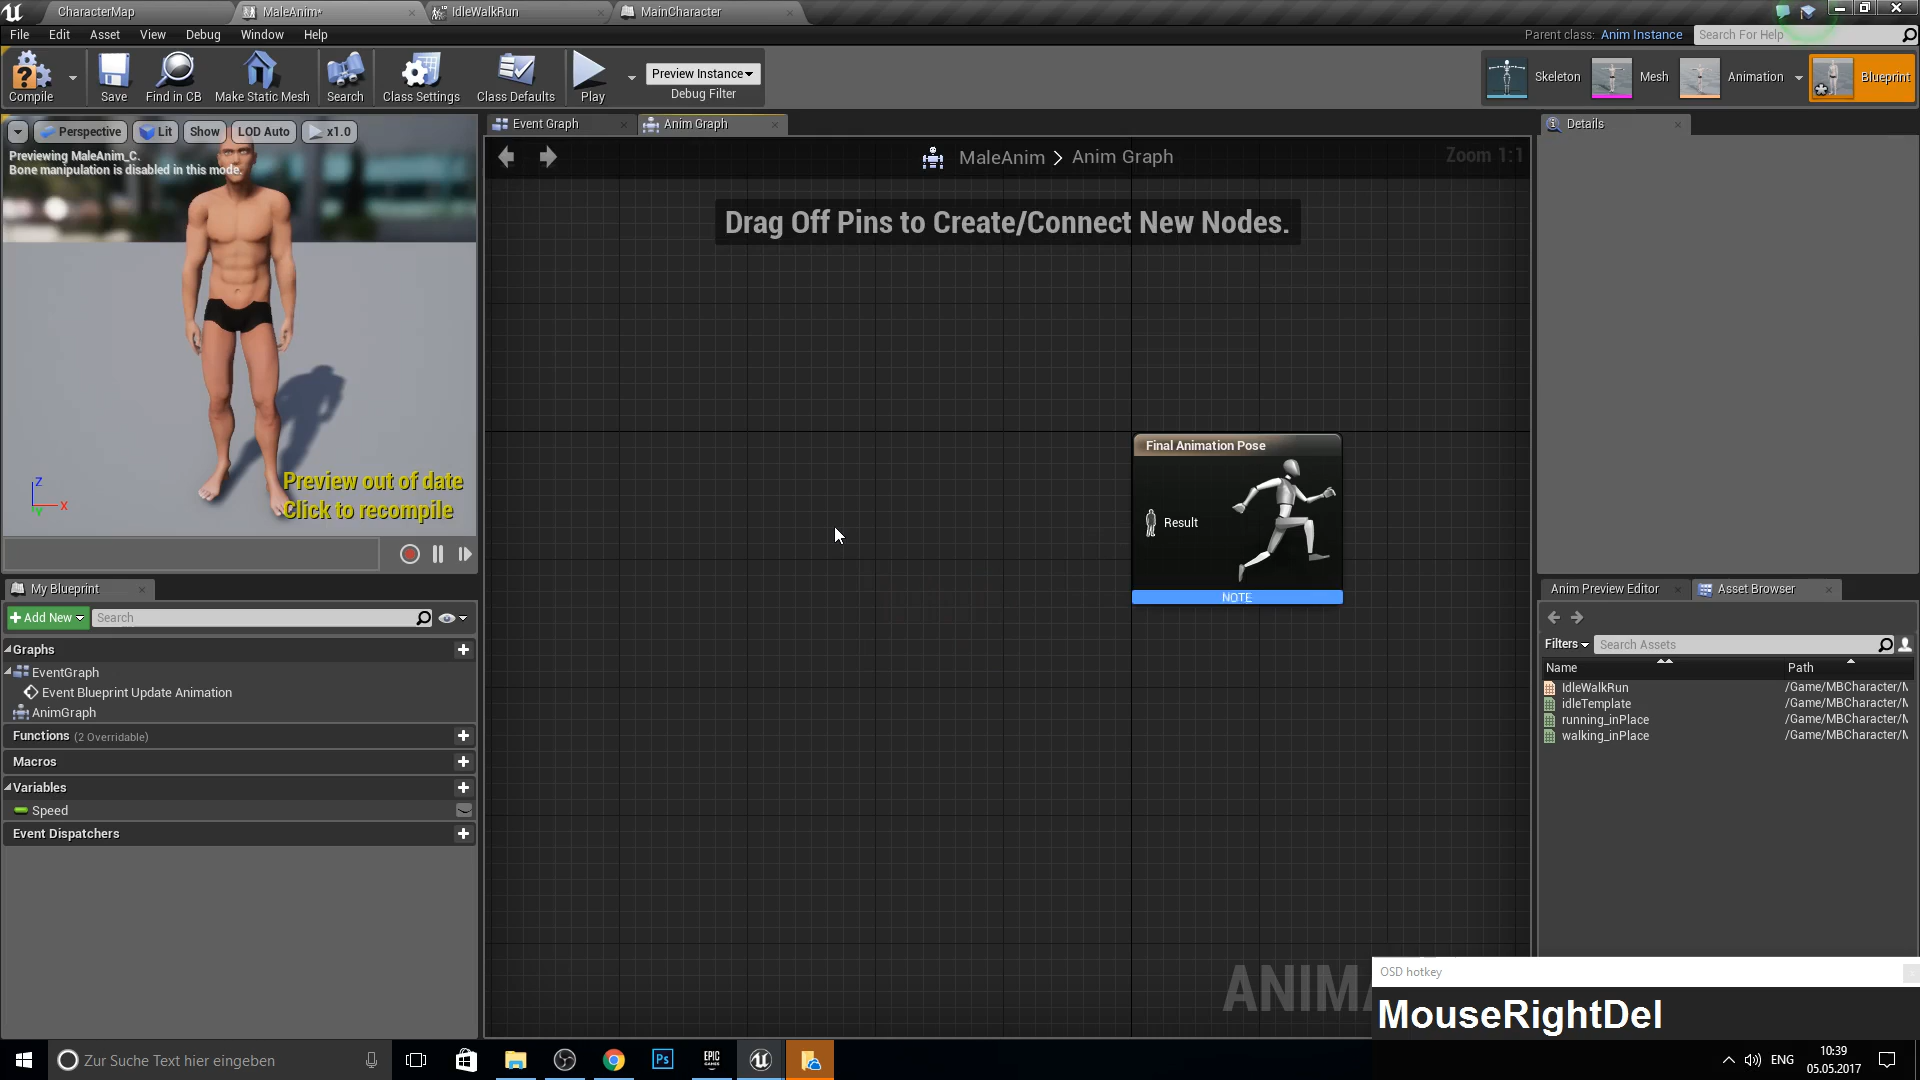 CharacterMap
MaleAnim*
IdleWalkRun
MainCharacter
File Edit Asset View Debug Window Help
Parent class: Anim Instance
Search For Help
Compile
Save
Find in CB
Make Static Mesh
Search
Class Settings
Class Defaults
Play
Preview Instance
Debug Filter
Skeleton
Mesh
Animation
Blueprint
Perspective
Lit
Show
LOD Auto
x1.0
Previewing MaleAnim_C.
Bone manipulation is disabled in this mode.
Preview out of date
Click to recompile
Z
X
Y
Event Graph
Anim Graph
MaleAnim > Anim Graph
Zoom 1:1
Drag Off Pins to Create/Connect New Nodes.
Final Animation Pose
Result
NOTE
Details
My Blueprint
+ Add New
Search
Graphs
EventGraph
Event Blueprint Update Animation
AnimGraph
Functions (2 Overridable)
Macros
Variables
Speed
Event Dispatchers
Anim Preview Editor
Asset Browser
Filters
Search Assets
Name Path
IdleWalkRun /Game/MBCharacter/M
idleTemplate /Game/MBCharacter/M
running_inPlace /Game/MBCharacter/M
walking_inPlace /Game/MBCharacter/M
ANIMA
OSD hotkey
MouseRightDel
Zur Suche Text hier eingeben
Ps
EPIC
GAMES
ENG
10:39
05.05.2017